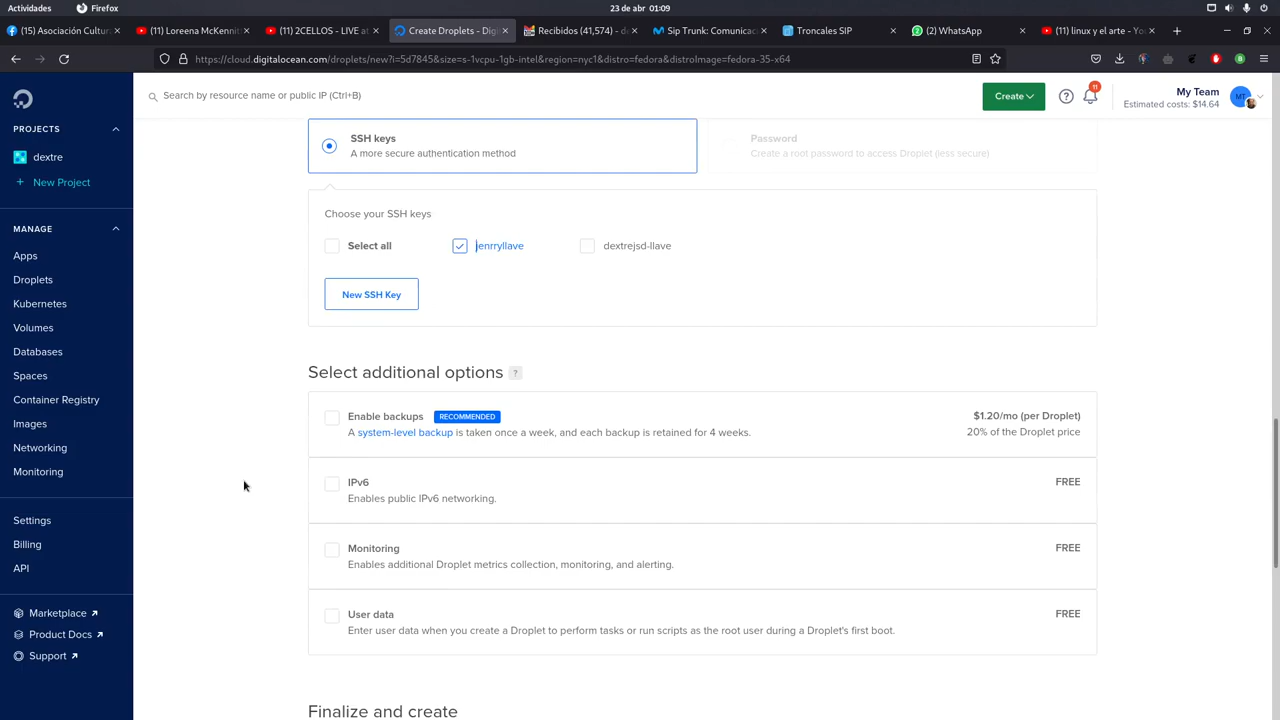 Actividades
Firefox
23 de abr 01:09
(15) Asociación Cultur
(11) Loreena McKennit
(11) 2CELLOS - LIVE at
Create Droplets - Digi
Recibidos (41,574) - de
Sip Trunk: Comunicac
Troncales SIP
(2) WhatsApp
(11) linux y el arte - Yo
https://cloud.digitalocean.com/droplets/new?i=5d7845&size=s-1vcpu-1gb-intel&region=nyc1&distro=fedora&distroImage=fedora-35-x64
Search by resource name or public IP (Ctrl+B)
Create
?
11
My Team
Estimated costs: $14.64
MT
PROJECTS
dextre
+ New Project
MANAGE
Apps
Droplets
Kubernetes
Volumes
Databases
Spaces
Container Registry
Images
Networking
Monitoring
Settings
Billing
API
Marketplace
Product Docs
Support
SSH keys
A more secure authentication method
Password
Create a root password to access Droplet (less secure)
Choose your SSH keys
Select all
jenrryllave
dextrejsd-llave
New SSH Key
Select additional options ?
Enable backups RECOMMENDED
$1.20/mo (per Droplet)
A system-level backup is taken once a week, and each backup is retained for 4 weeks.
20% of the Droplet price
IPv6
FREE
Enables public IPv6 networking.
Monitoring
FREE
Enables additional Droplet metrics collection, monitoring, and alerting.
User data
FREE
Enter user data when you create a Droplet to perform tasks or run scripts as the root user during a Droplet's first boot.
Finalize and create